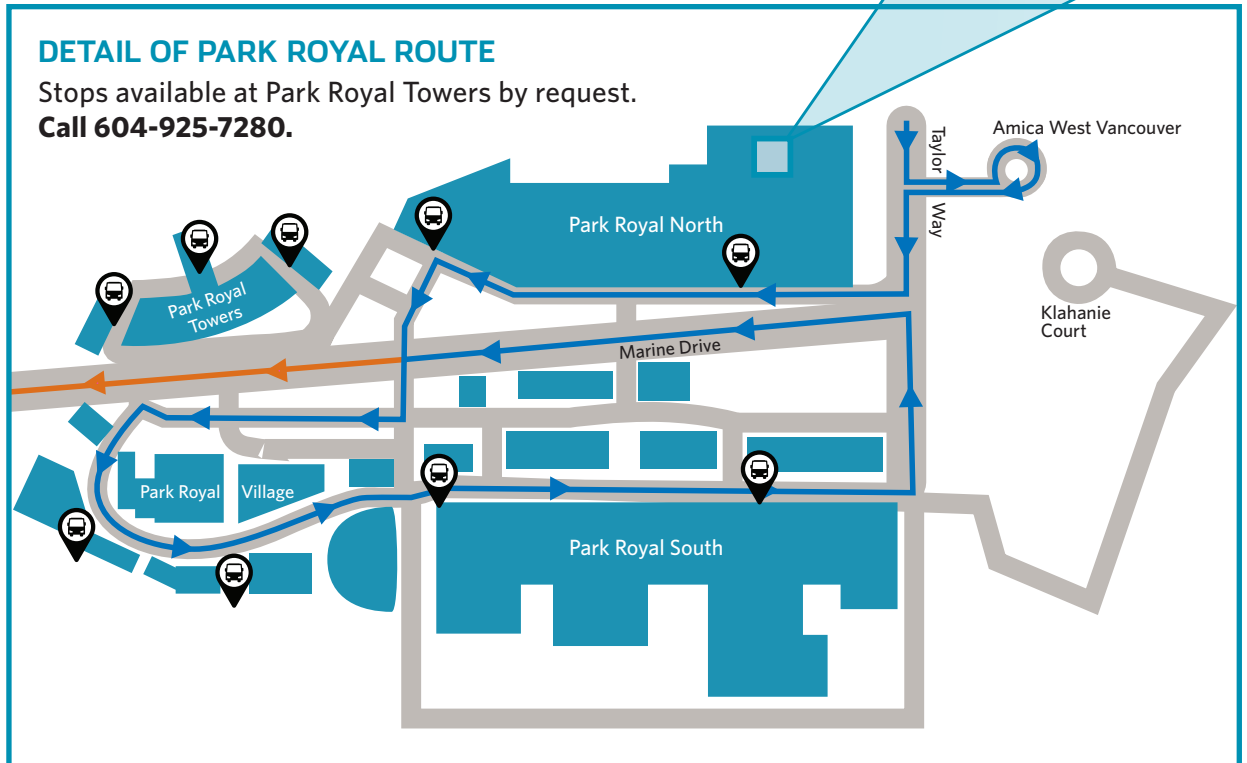 DETAIL OF PARK ROYAL ROUTE
Stops available at Park Royal Towers by request.
Call 604-925-7280.
Taylor
Way
Amica West Vancouver
Park Royal North
Park Royal
Towers
Klahanie
Court
Marine Drive
Park Royal
Village
Park Royal South